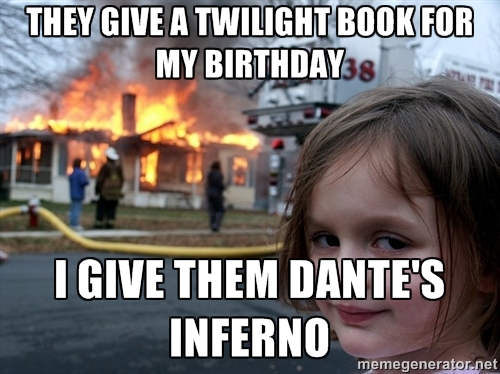 THEY GIVE A TWILIGHT BOOK FOR
MY BIRTHDAY
38
I GIVE THEM DANTE'S
INFERNO
memegenerator.net